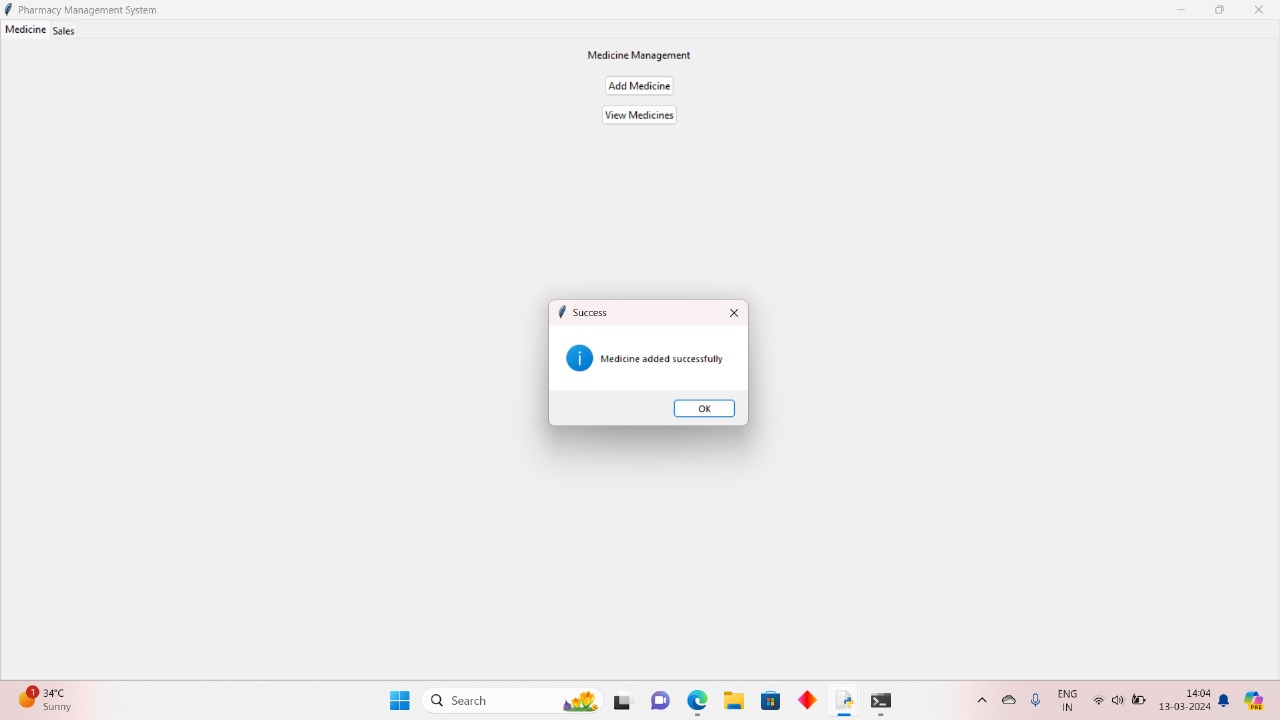 Pharmacy Management System
Medicine Sales
Medicine Management
Add Medicine
View Medicines
Success
Medicine added successfully
OK
1 34°C
Sunny
Search
ENG
IN
14:04
13-03-2024